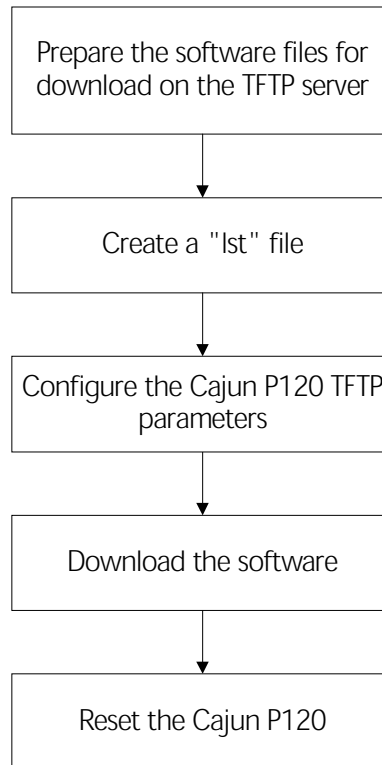 Prepare the software files for
download on the TFTP server
Create a "lst" file
Configure the Cajun P120 TFTP
parameters
Download the software
Reset the Cajun P120